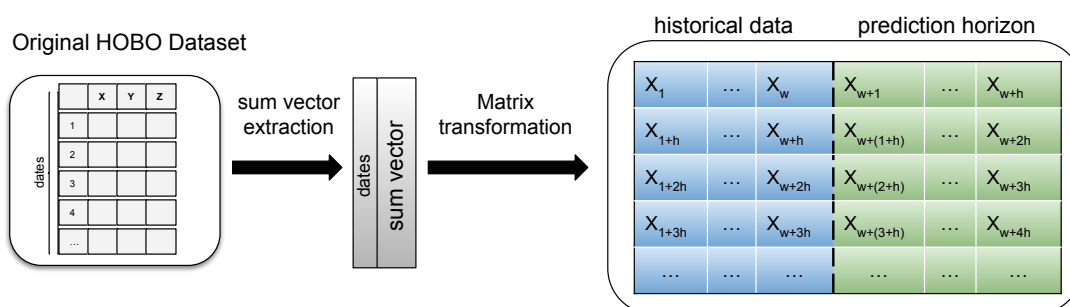 historical data prediction horizon
Original HOBO Dataset
X Y Z
1
2
3
4
...
dates
sum vector
extraction
dates
sum vector
Matrix
transformation
X1 ... Xw Xw+1 ... Xw+h
X1+h ... Xw+h Xw+(1+h) ... Xw+2h
X1+2h ... Xw+2h Xw+(2+h) ... Xw+3h
X1+3h ... Xw+3h Xw+(3+h) ... Xw+4h
... ... ... ... ...